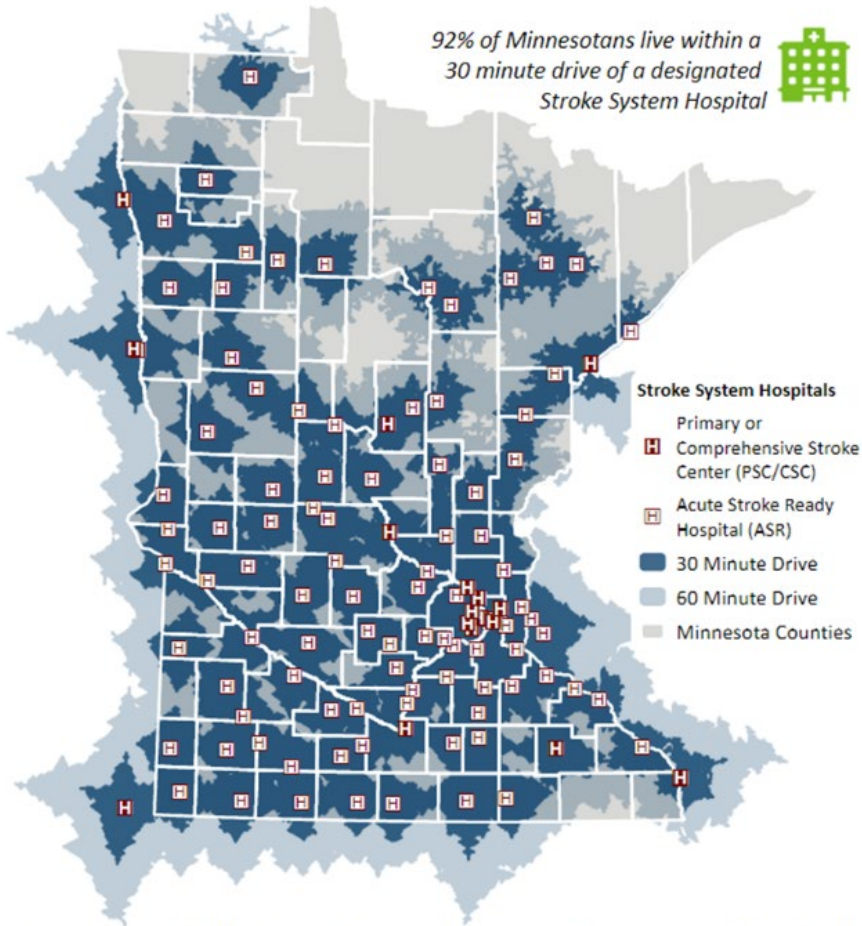 92% of Minnesotans live within a
30 minute drive of a designated
Stroke System Hospital
Stroke System Hospitals
Primary or
Comprehensive Stroke
Center (PSC/CSC)
Acute Stroke Ready
Hospital (ASR)
30 Minute Drive
60 Minute Drive
Minnesota Counties